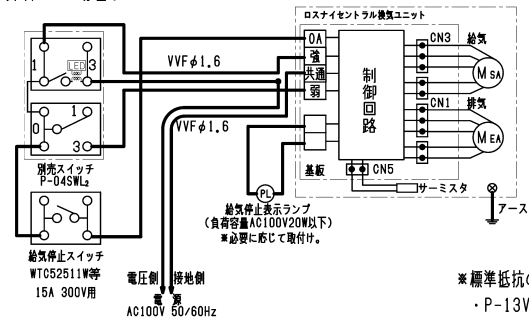 ロスナイセントラル換気ユニット
OA
強
共通
弱
制御回路
CN3
給気
M SA
CN1
排気
M EA
基板
CN5
サーミスタ
アース
1
LED
3
VVFφ1.6
0
1
3
VVFφ1.6
別売スイッチ
P-04SWL₂
PL
給気停止表示ランプ
(負荷容量AC100V20W以下)
※必要に応じて取付け。
給気停止スイッチ
WTC52511W等
15A 300V用
電圧側
接地側
電源
AC100V 50/60Hz
※標準抵抗の
・P-13V